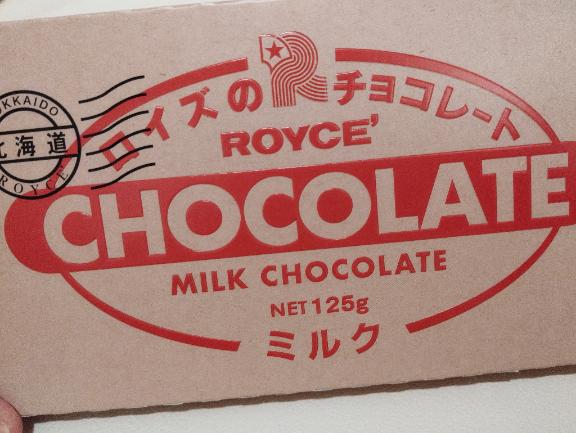 HOKKAIDO
北海道
ROYCE'
R
ロイズのチョコレート
ROYCE'
CHOCOLATE
MILK CHOCOLATE
NET 125g
ミルク